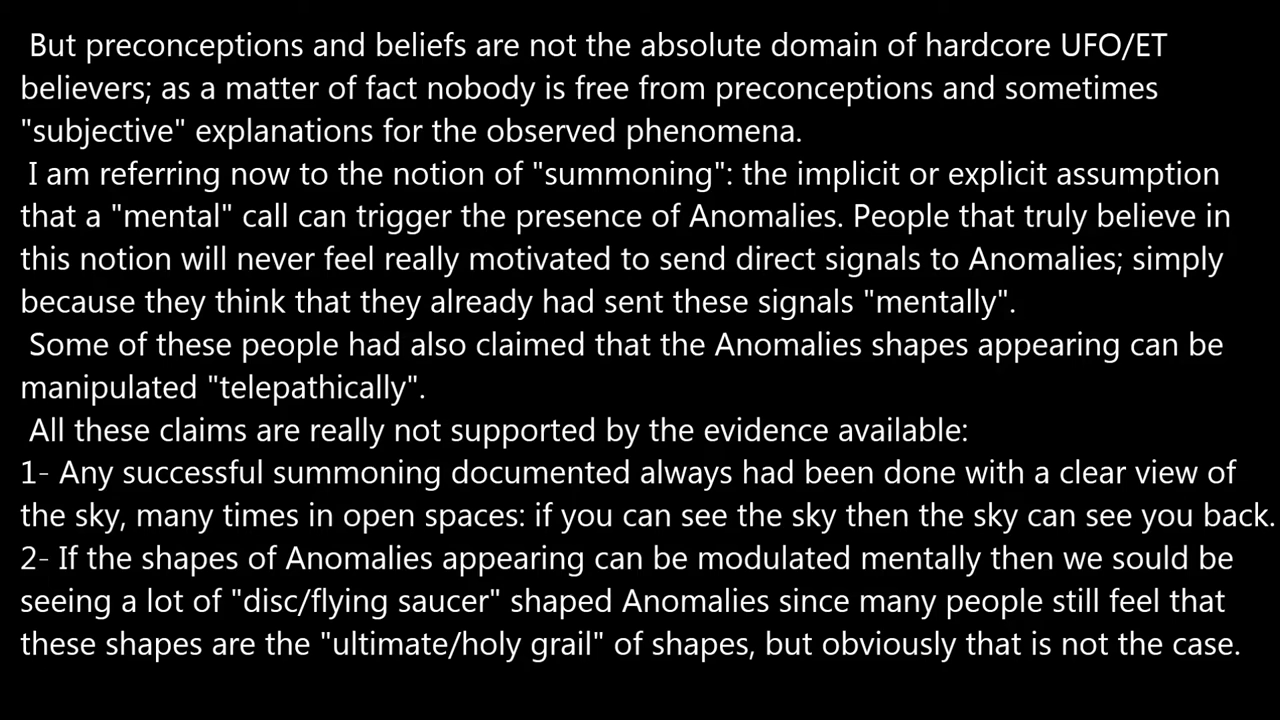 But preconceptions and beliefs are not the absolute domain of hardcore UFO/ET
believers; as a matter of fact nobody is free from preconceptions and sometimes
"subjective" explanations for the observed phenomena.
I am referring now to the notion of "summoning": the implicit or explicit assumption
that a "mental" call can trigger the presence of Anomalies. People that truly believe in
this notion will never feel really motivated to send direct signals to Anomalies; simply
because they think that they already had sent these signals "mentally".
Some of these people had also claimed that the Anomalies shapes appearing can be
manipulated "telepathically".
All these claims are really not supported by the evidence available:
1- Any successful summoning documented always had been done with a clear view of
the sky, many times in open spaces: if you can see the sky then the sky can see you back.
2- If the shapes of Anomalies appearing can be modulated mentally then we sould be
seeing a lot of "disc/flying saucer" shaped Anomalies since many people still feel that
these shapes are the "ultimate/holy grail" of shapes, but obviously that is not the case.